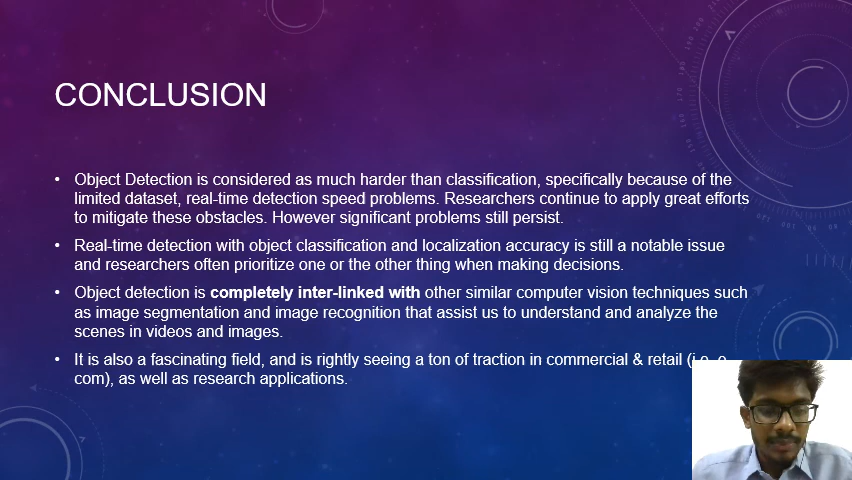 CONCLUSION
• Object Detection is considered as much harder than classification, specifically because of the
limited dataset, real-time detection speed problems. Researchers continue to apply great efforts
to mitigate these obstacles. However significant problems still persist.
• Real-time detection with object classification and localization accuracy is still a notable issue
and researchers often prioritize one or the other thing when making decisions.
• Object detection is completely inter-linked with other similar computer vision techniques such
as image segmentation and image recognition that assist us to understand and analyze the
scenes in videos and images.
• It is also a fascinating field, and is rightly seeing a ton of traction in commercial & retail
com), as well as research applications.